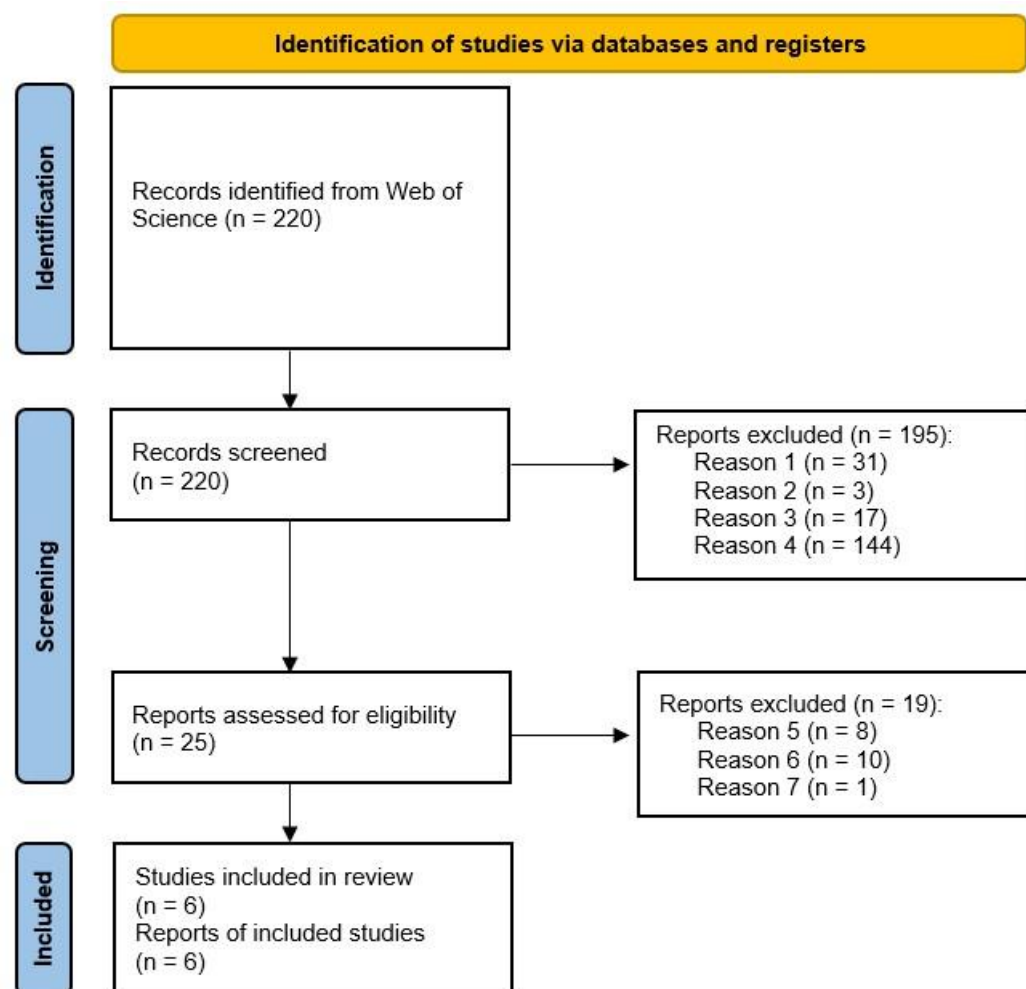 Identification of studies via databases and registers
Identification
Records identified from Web of
Science (n = 220)
Screening
Records screened
(n = 220)
Reports excluded (n = 195):
Reason 1 (n = 31)
Reason 2 (n = 3)
Reason 3 (n = 17)
Reason 4 (n = 144)
Reports assessed for eligibility
(n = 25)
Reports excluded (n = 19):
Reason 5 (n = 8)
Reason 6 (n = 10)
Reason 7 (n = 1)
Included
Studies included in review
(n = 6)
Reports of included studies
(n = 6)